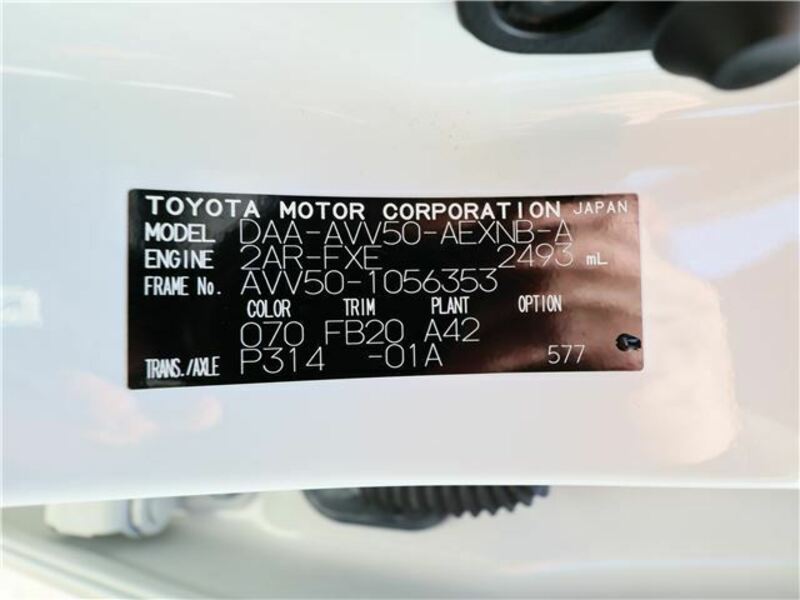 TOYOTA MOTOR CORPORATION JAPAN
MODEL DAA-AVV50-AEXNB-A
ENGINE 2AR-FXE 2493 mL
FRAME No. AVV50-1056353
COLOR TRIM PLANT OPTION
070 FB20 A42
TRANS./AXLE P314 -01A 577